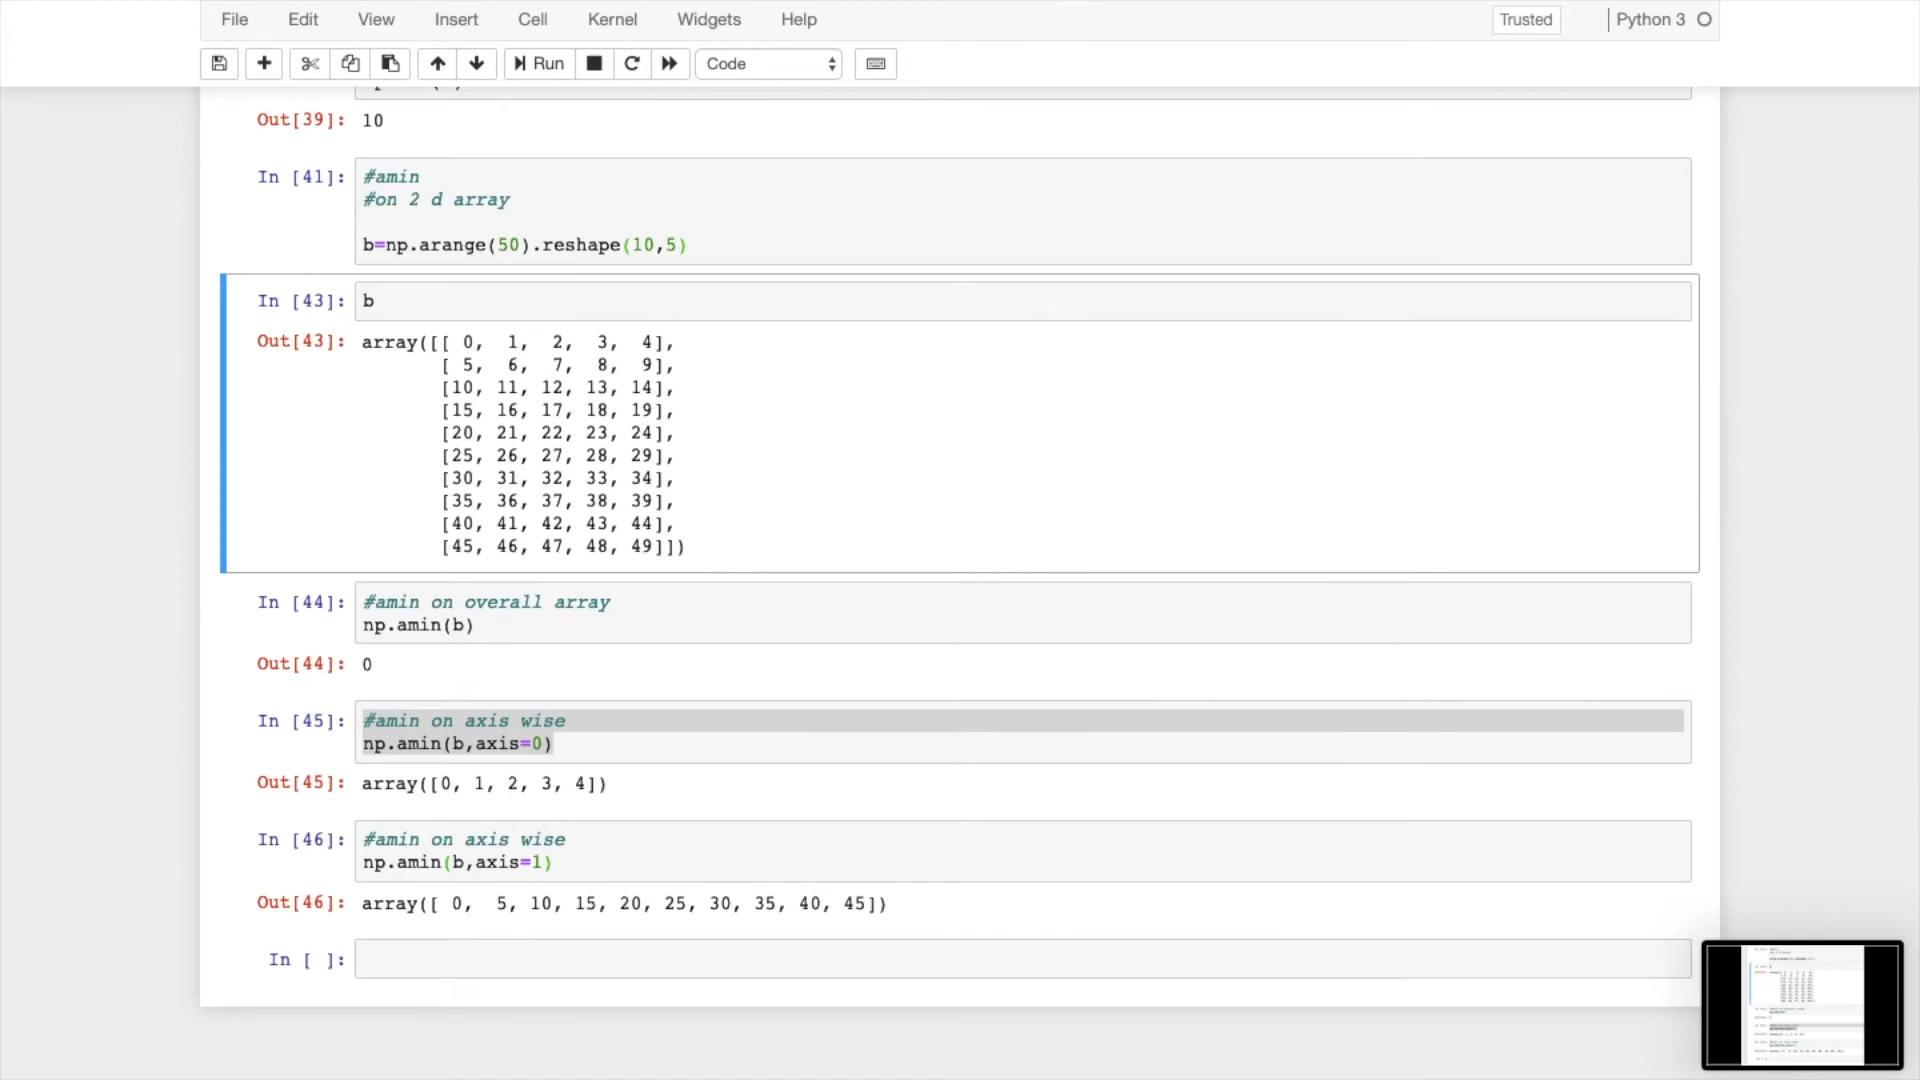 File Edit View Insert Cell Kernel Widgets Help Trusted Python 3
Run Code
Out[39]: 10
In [41]: #amin
#on 2 d array
b=np.arange(50).reshape(10,5)
In [43]: b
Out[43]: array([[ 0,  1,  2,  3,  4],
[ 5,  6,  7,  8,  9],
[10, 11, 12, 13, 14],
[15, 16, 17, 18, 19],
[20, 21, 22, 23, 24],
[25, 26, 27, 28, 29],
[30, 31, 32, 33, 34],
[35, 36, 37, 38, 39],
[40, 41, 42, 43, 44],
[45, 46, 47, 48, 49]])
In [44]: #amin on overall array
np.amin(b)
Out[44]: 0
In [45]: #amin on axis wise
np.amin(b,axis=0)
Out[45]: array([0, 1, 2, 3, 4])
In [46]: #amin on axis wise
np.amin(b,axis=1)
Out[46]: array([ 0,  5, 10, 15, 20, 25, 30, 35, 40, 45])
In [ ]: